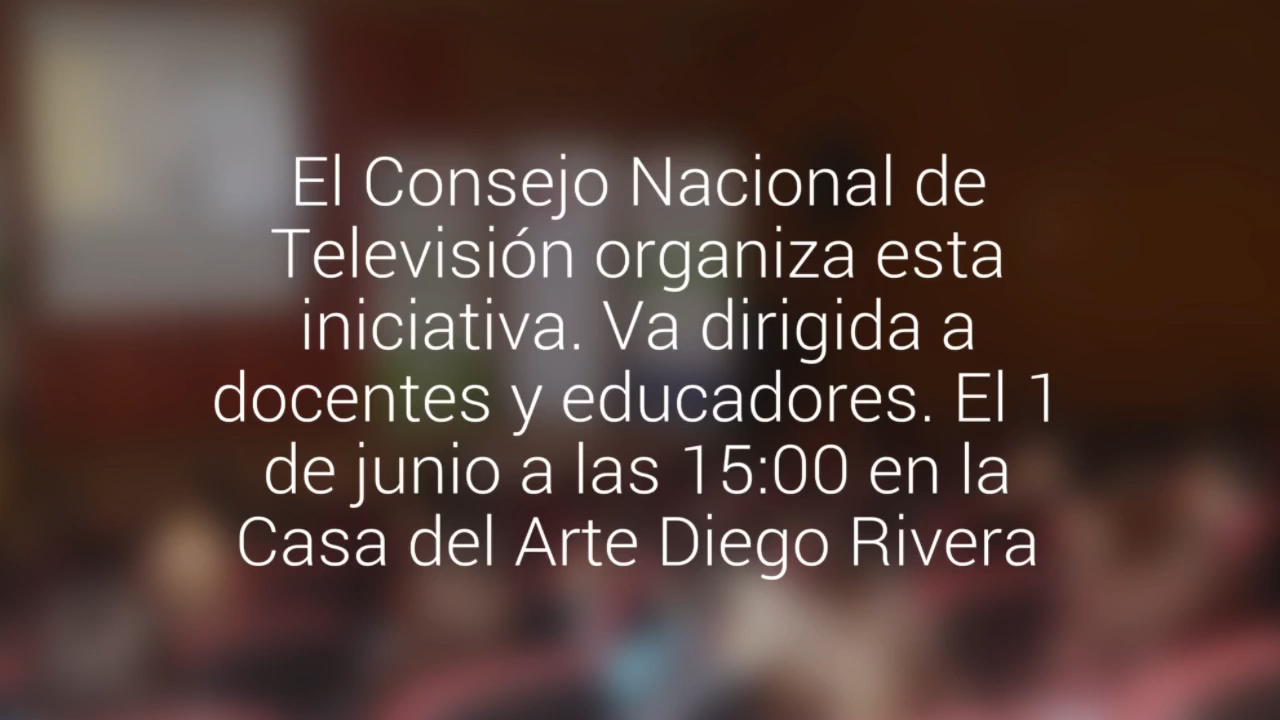 El Consejo Nacional de
Televisión organiza esta
iniciativa. Va dirigida a
docentes y educadores. El 1
de junio a las 15:00 en la
Casa del Arte Diego Rivera